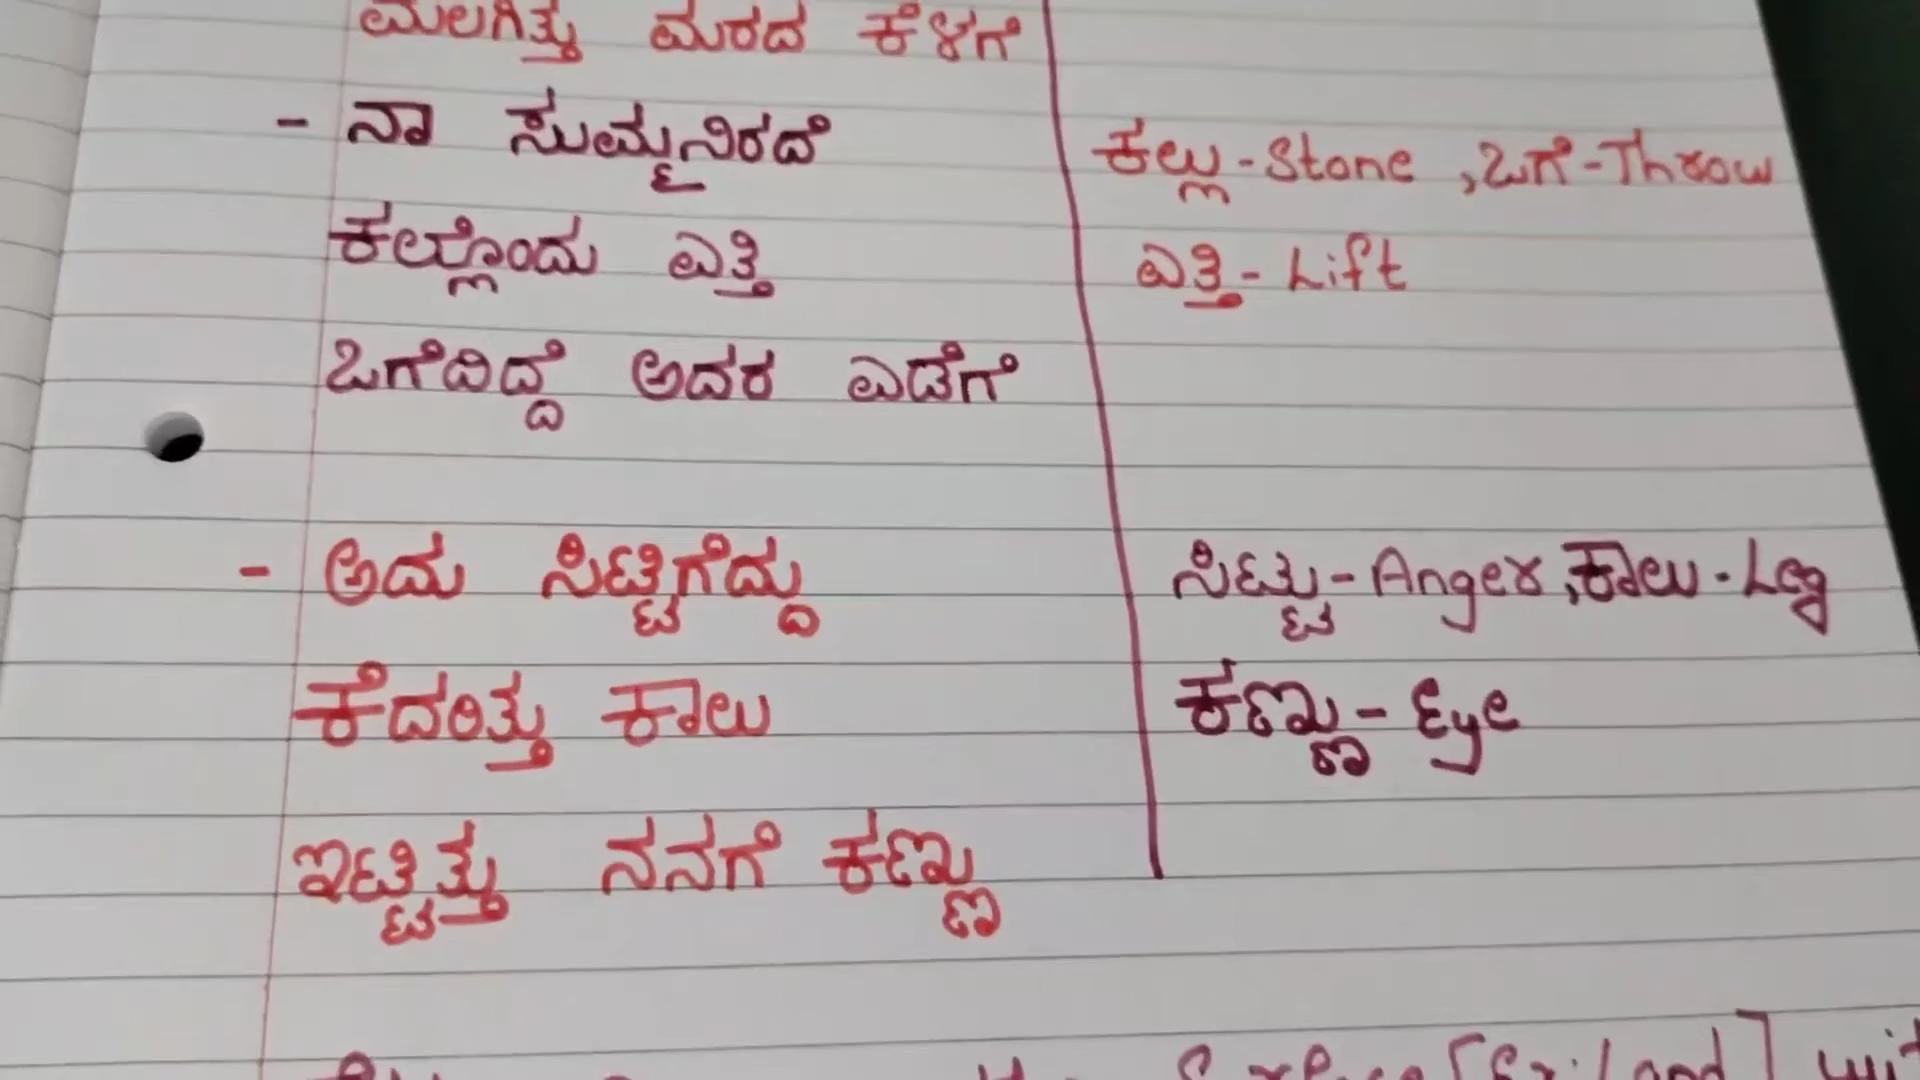 ಮಲಗಿತ್ತು ಮರದ ಕೆಳಗೆ
- ನಾ ಸುಮ್ಮನಿರದೆ
ಕಲ್ಲು - Stone , ಒಗೆ - Throw
ಕಲ್ಲೊಂದು ಎತ್ತಿ
ಎತ್ತಿ - Lift
ಒಗೆದಿದ್ದೆ ಅದರ ಎಡೆಗೆ
- ಅದು ಸಿಟ್ಟಿಗೆದ್ದು
ಸಿಟ್ಟು - Anger, ಕಾಲು - Leg
ಕೆದರಿತ್ತು ಕಾಲು
ಕಣ್ಣು - Eye
ಇಟ್ಟಿತ್ತು ನನಗೆ ಕಣ್ಣು